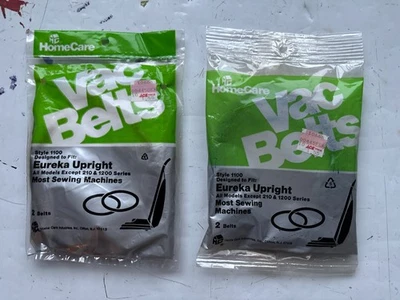 HomeCare
Vac
Belts
Style 1100
Designed to Fit:
Eureka Upright
All Models Except 210 & 1200 Series
Most Sewing Machines
2 Belts
HomeCare
Vac
Belts
Style 1100
Designed to Fit:
Eureka Upright
All Models Except 210 & 1200 Series
Most Sewing
Machines
2 Belts